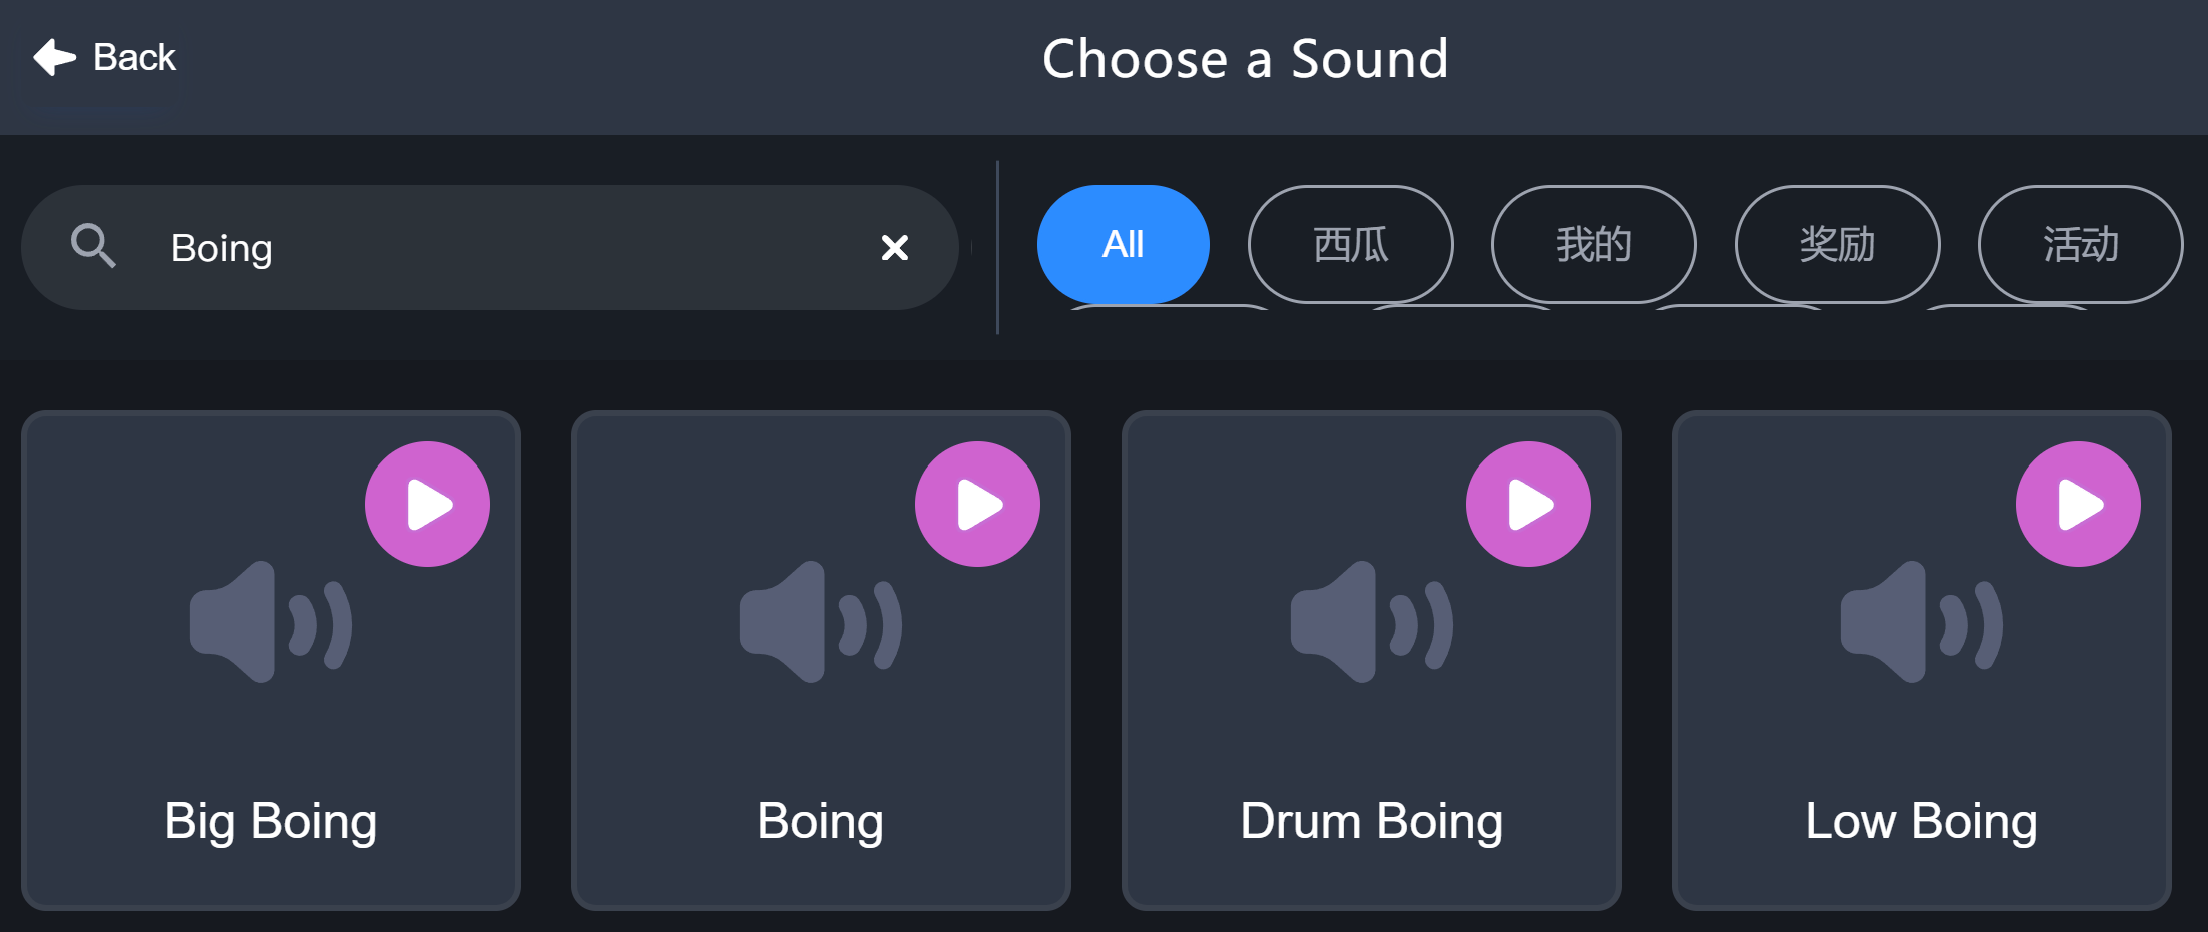 Back
Choose a Sound
Boing
All
西瓜
我的
奖励
活动
Big Boing
Boing
Drum Boing
Low Boing